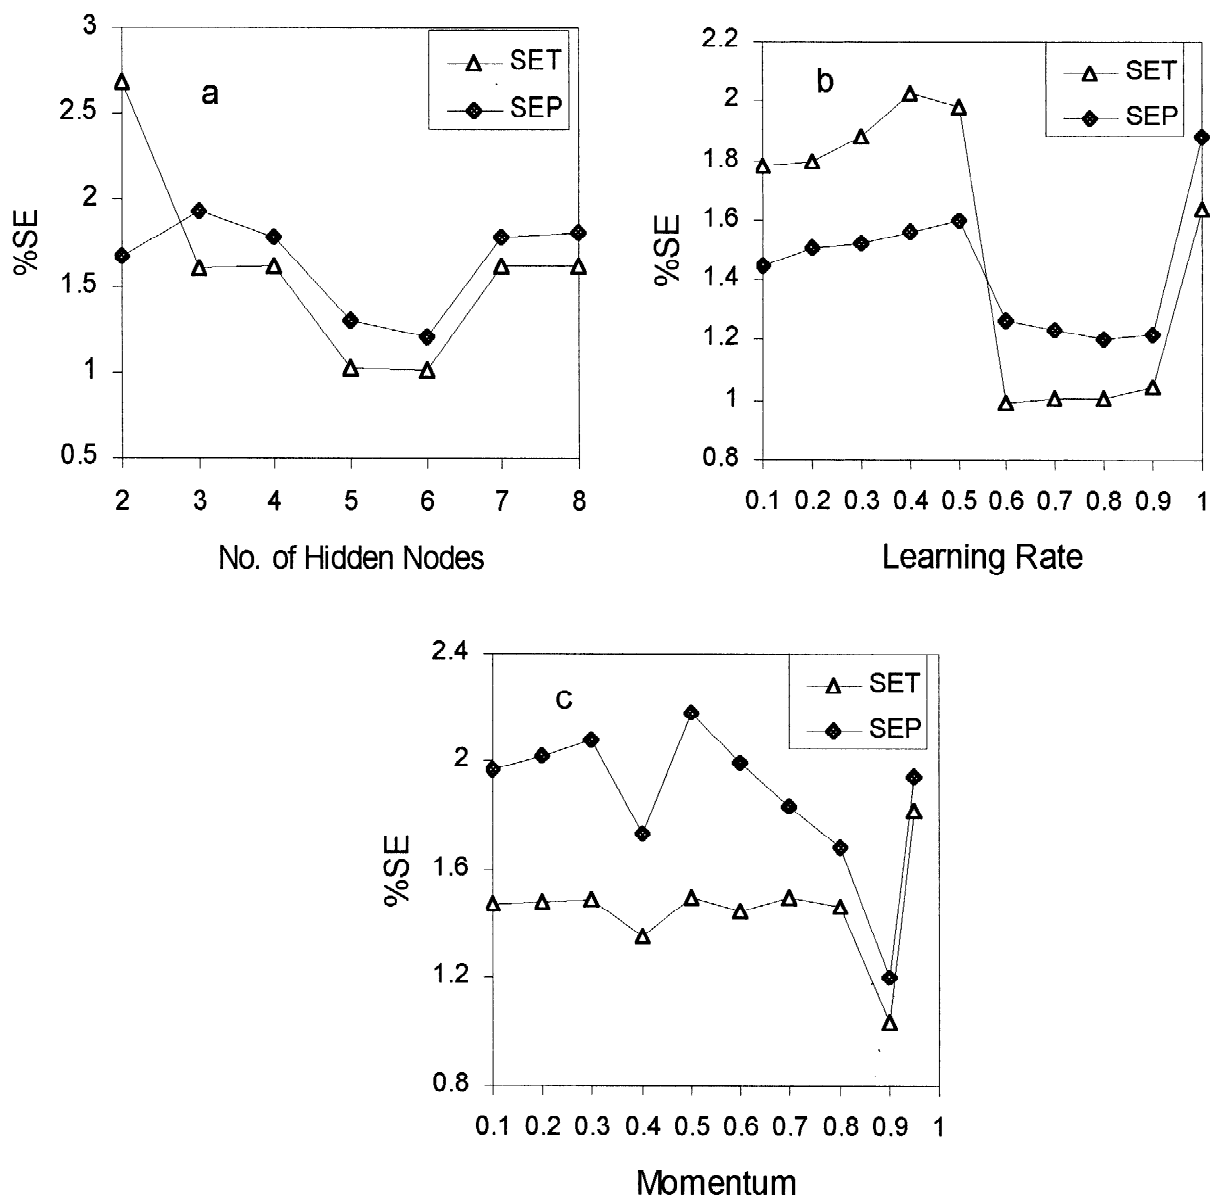 3
2.5
2
1.5
1
0.5
%SE
a
SET
SEP
2 3 4 5 6 7 8
No. of Hidden Nodes
2.2
2
1.8
1.6
1.4
1.2
1
0.8
%SE
b
SET
SEP
0.1 0.2 0.3 0.4 0.5 0.6 0.7 0.8 0.9 1
Learning Rate
2.4
2
1.6
1.2
0.8
%SE
c
SET
SEP
0.1 0.2 0.3 0.4 0.5 0.6 0.7 0.8 0.9 1
Momentum